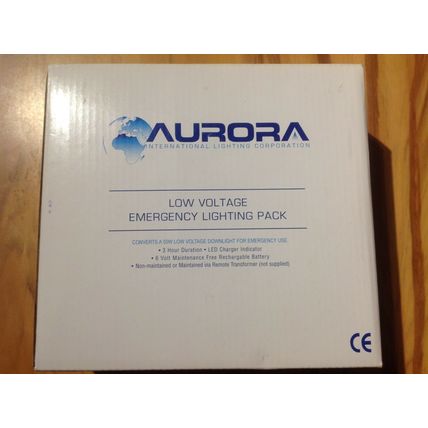 AURORA
INTERNATIONAL LIGHTING CORPORATION
LOW VOLTAGE
EMERGENCY LIGHTING PACK
CONVERTS A 50W LOW VOLTAGE DOWNLIGHT FOR EMERGENCY USE
• 3 Hour Duration • LED Charger Indicator
• 6 Volt Maintenance Free Rechargable Battery
• Non-maintained or Maintained via Remote Transformer (not supplied)
CE